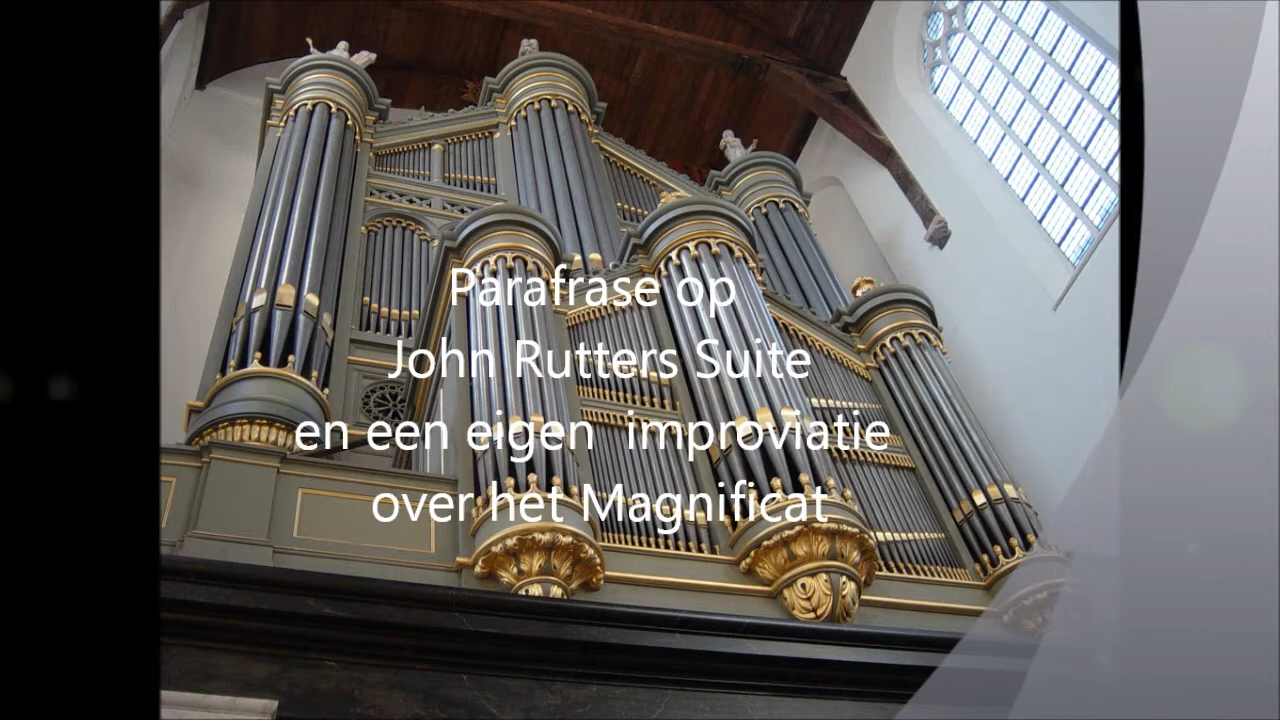 Parafrase op
John Rutters Suite
en een eigen  improviatie
over het Magnificat